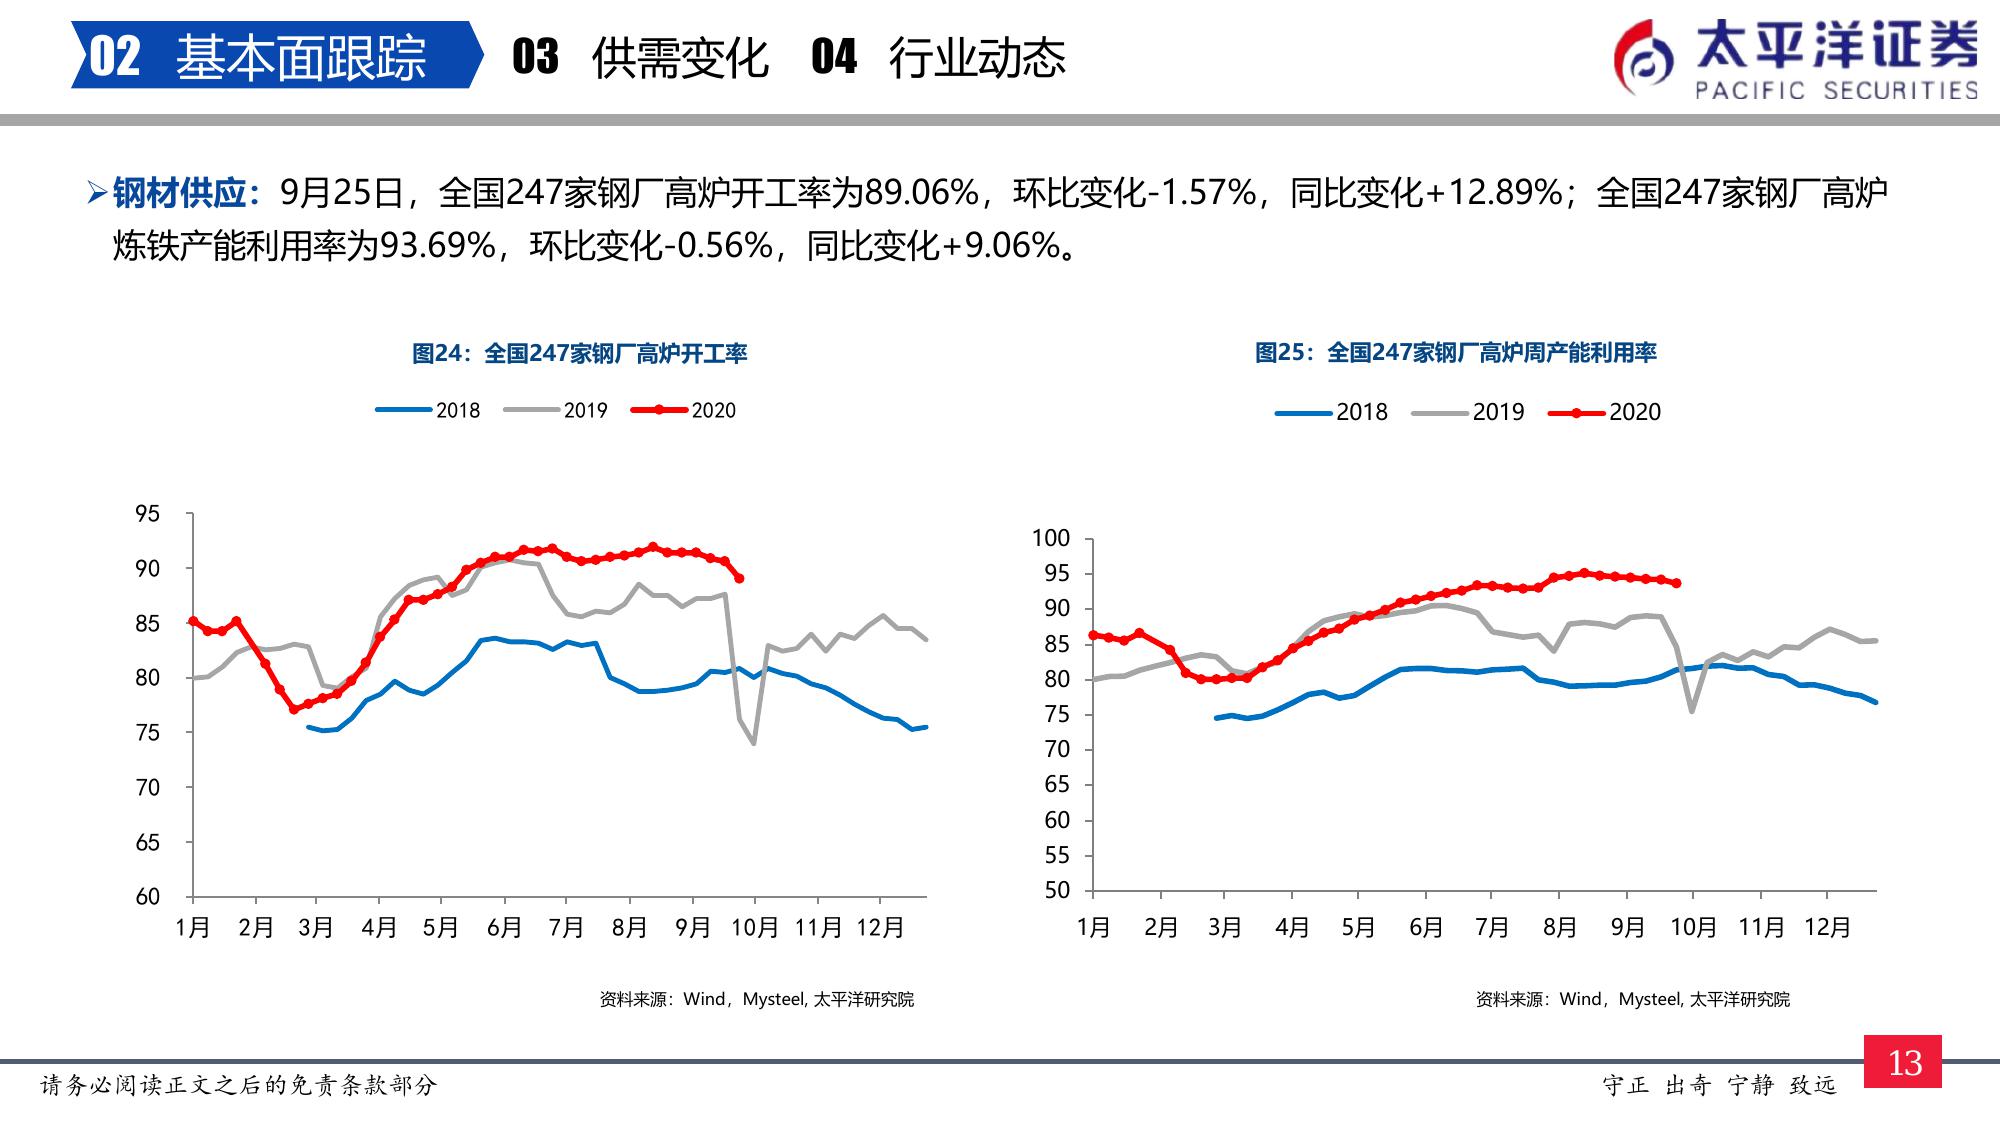 02 基本面跟踪 03 供需变化 04 行业动态
太平洋证券
PACIFIC SECURITIES
钢材供应：9月25日，全国247家钢厂高炉开工率为89.06%，环比变化-1.57%，同比变化+12.89%；全国247家钢厂高炉
炼铁产能利用率为93.69%，环比变化-0.56%，同比变化+9.06%。
图24：全国247家钢厂高炉开工率
2018 2019 2020
95
90
85
80
75
70
65
60
1月 2月 3月 4月 5月 6月 7月 8月 9月 10月 11月 12月
资料来源：Wind，Mysteel, 太平洋研究院
图25：全国247家钢厂高炉周产能利用率
2018 2019 2020
100
95
90
85
80
75
70
65
60
55
50
1月 2月 3月 4月 5月 6月 7月 8月 9月 10月 11月 12月
资料来源：Wind，Mysteel, 太平洋研究院
请务必阅读正文之后的免责条款部分
守正 出奇 宁静 致远
13